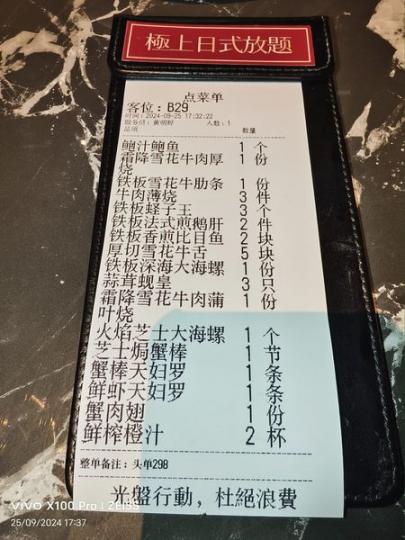 極上日式放题
点菜单
客位：B29
时间：2024-09-25 17:32:22
人数：1
品项 数量
鲍汁鲍鱼 1 个
霜降雪花牛肉厚 1 份
烧
铁板雪花牛肋条 1 份
牛肉薄烧 3 件
铁板蛏子王 3 个
铁板法式煎鹅肝 2 件
铁板香煎比目鱼 2 块
厚切雪花牛舌 5 块
铁板深海大海螺 1 份
蒜茸蚬皇 3 只
霜降雪花牛肉蒲 1 份
叶烧
火焰芝士大海螺 1 个
芝士焗蟹棒 1 节
蟹棒天妇罗 1 条
鲜虾天妇罗 1 条
蟹肉翅 1 份
鲜榨橙汁 2 杯
整单备注：头单298
光盤行動，杜絕浪費
vivo X100 Pro | ZEISS
25/09/2024 17:37